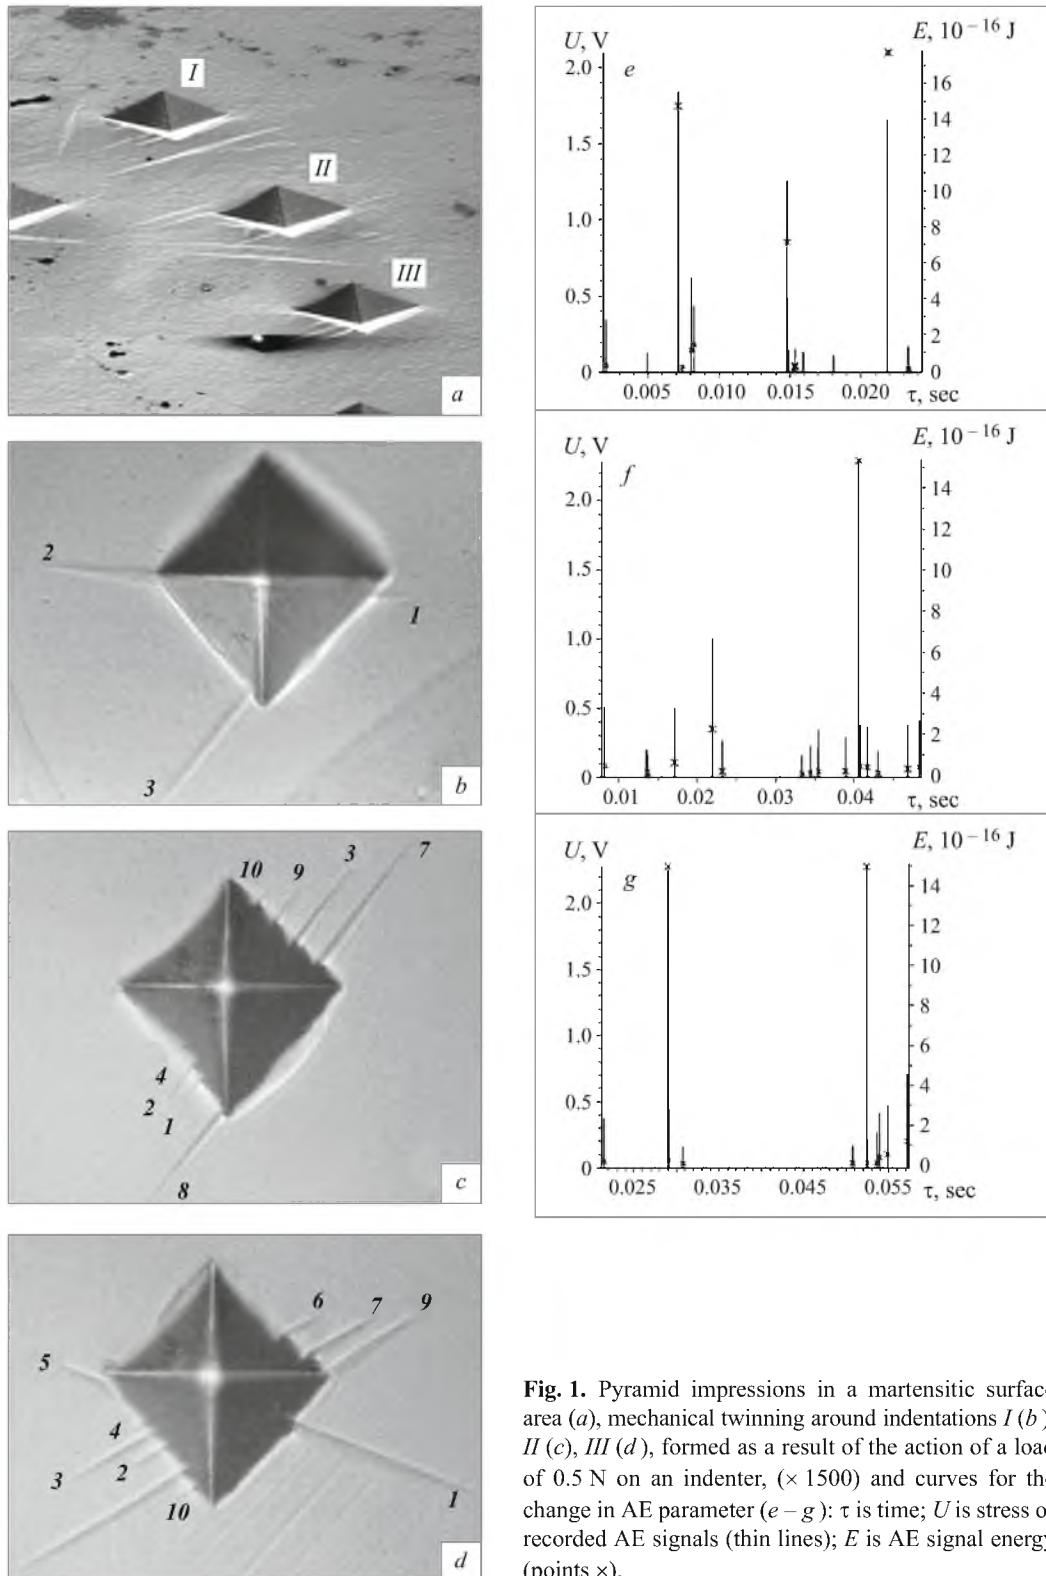 I
II
III
a
2
1
3
b
10 9 3 7
4
2
1
8
c
6 7 9
5
4
3 2
10
1
d
U, V
E, 10 – 16 J
e
2.0
1.5
1.0
0.5
0
16
14
12
10
8
6
4
2
0
0.005 0.010 0.015 0.020
τ, sec
U, V
E, 10 – 16 J
f
2.0
1.5
1.0
0.5
0
14
12
10
8
6
4
2
0
0.01 0.02 0.03 0.04
τ, sec
U, V
E, 10 – 16 J
g
2.0
1.5
1.0
0.5
0
14
12
10
8
6
4
2
0
0.025 0.035 0.045 0.055
τ, sec
Fig. 1. Pyramid impressions in a martensitic surfac
area (a), mechanical twinning around indentations I (b)
II (c), III (d), formed as a result of the action of a loa
of 0.5 N on an indenter, (× 1500) and curves for th
change in AE parameter (e – g): τ is time; U is stress o
recorded AE signals (thin lines); E is AE signal energy
(points ×).